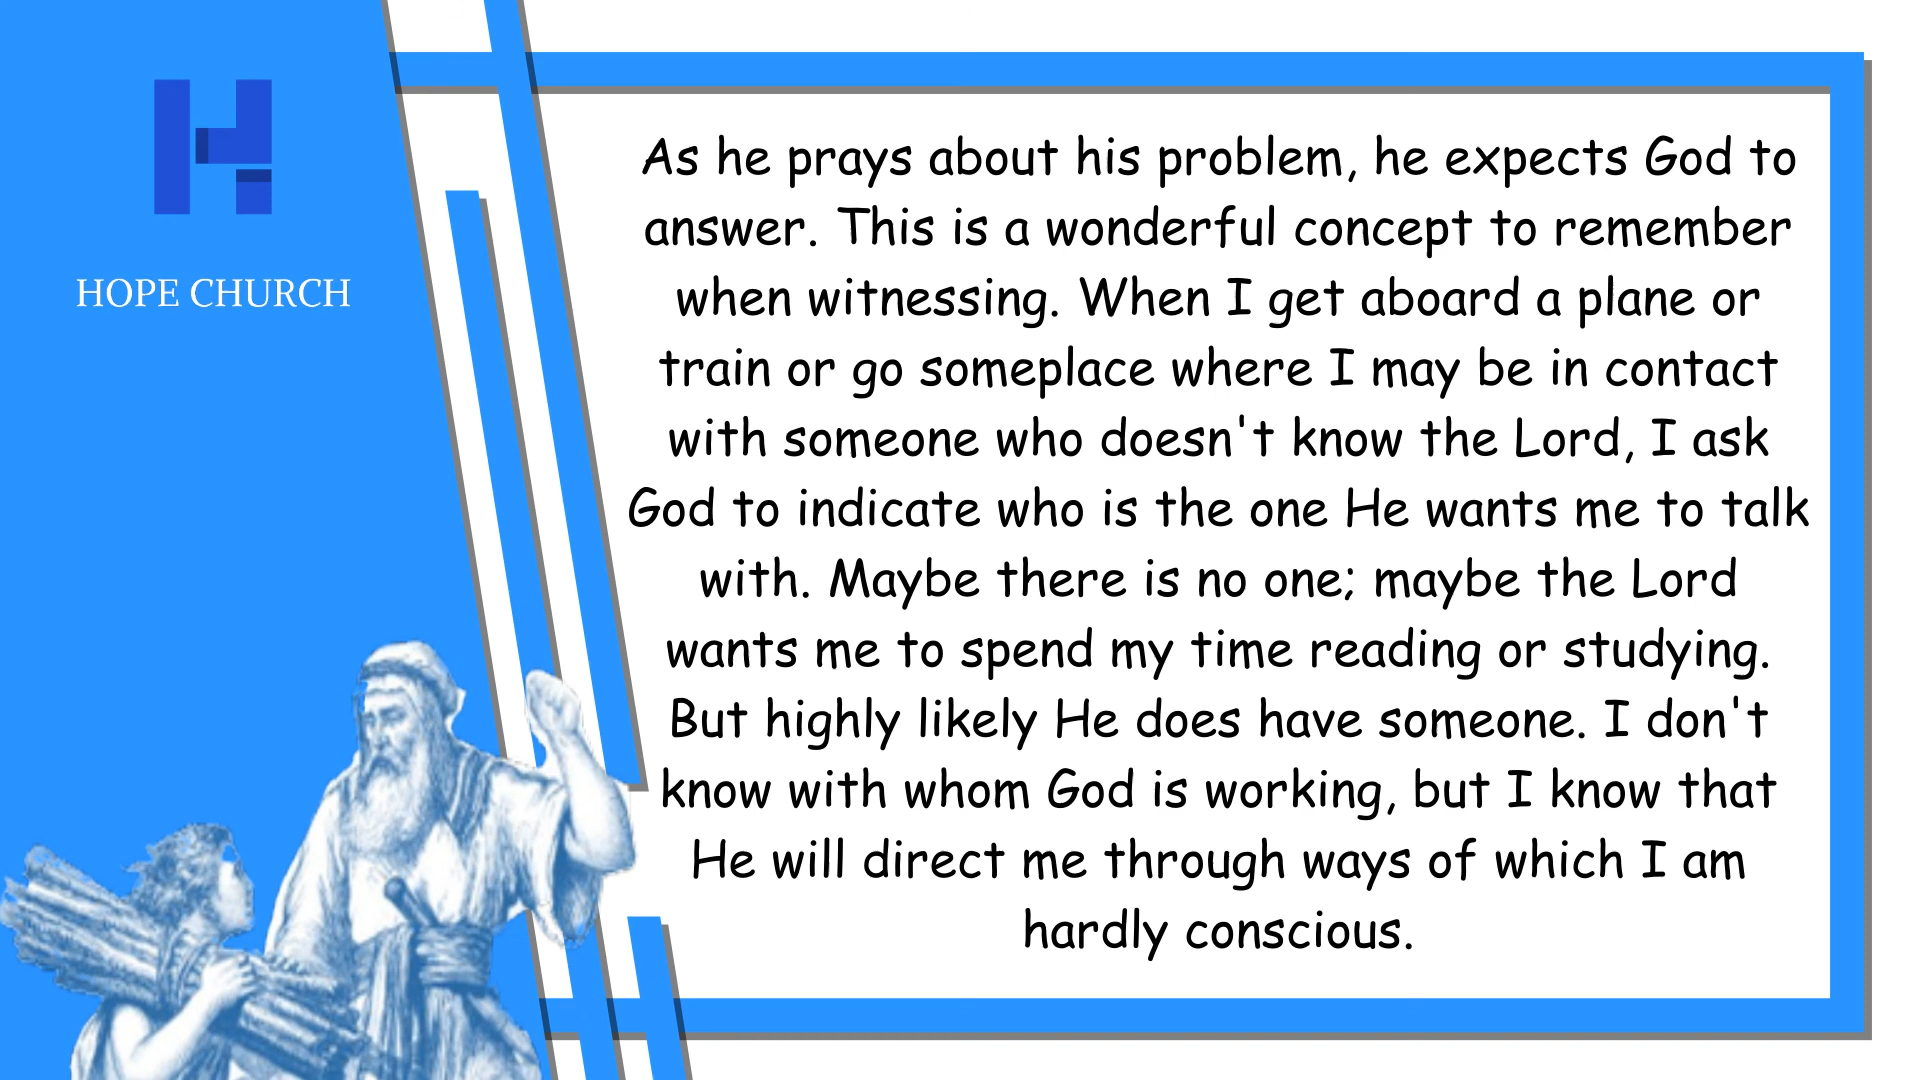 HOPE CHURCH
As he prays about his problem, he expects God to
answer. This is a wonderful concept to remember
when witnessing. When I get aboard a plane or
train or go someplace where I may be in contact
with someone who doesn't know the Lord, I ask
God to indicate who is the one He wants me to talk
with. Maybe there is no one; maybe the Lord
wants me to spend my time reading or studying.
But highly likely He does have someone. I don't
know with whom God is working, but I know that
He will direct me through ways of which I am
hardly conscious.